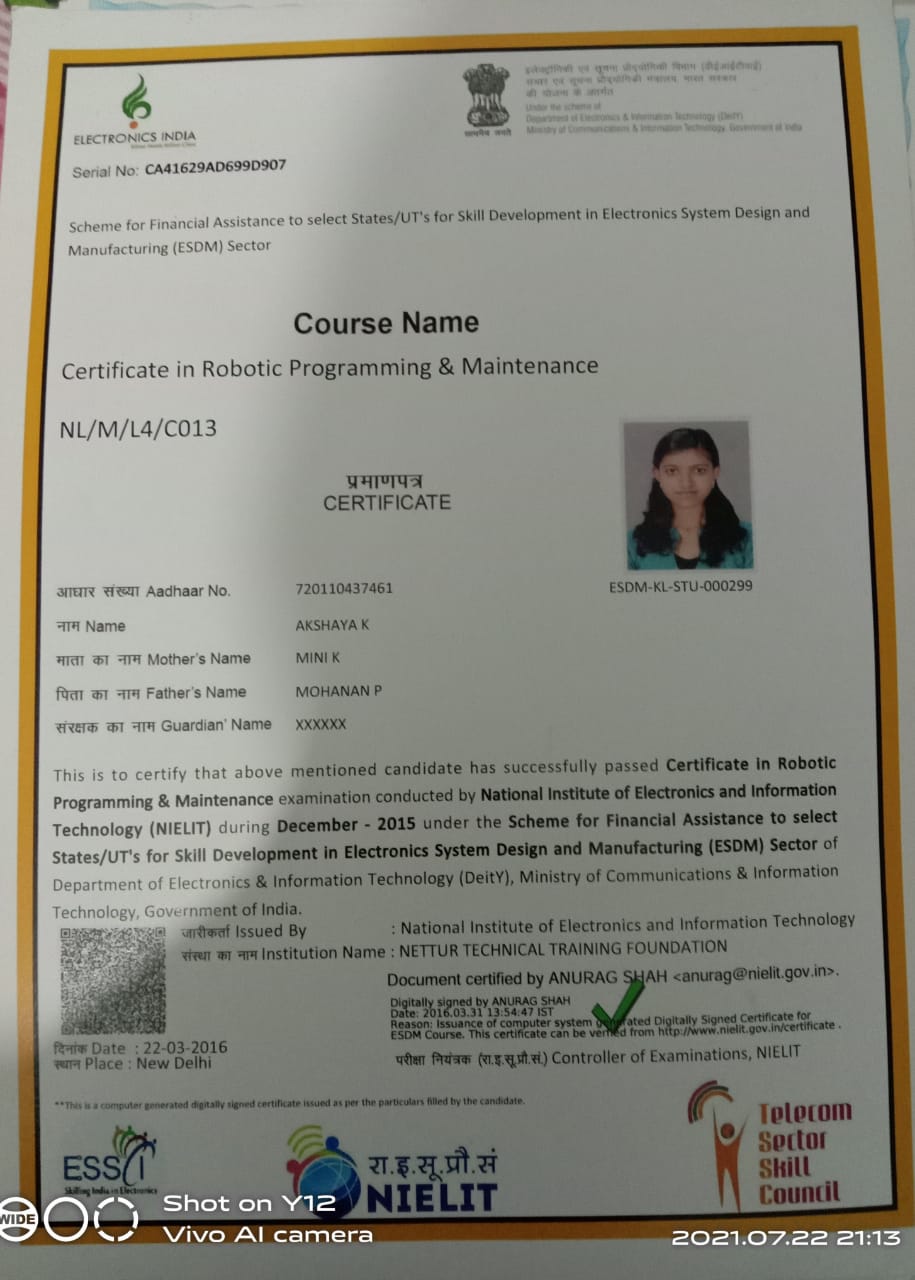 ELECTRONICS INDIA
इलेक्ट्रॉनिकी एवं सूचना प्रौद्योगिकी विभाग (डीईआईटीवाई)
संचार एवं सूचना प्रौद्योगिकी मंत्रालय, भारत सरकार
की योजना के अंतर्गत
Under the scheme of
Department of Electronics & Information Technology (DeitY)
Ministry of Communications & Information Technology, Government of India
सत्यमेव जयते
Serial No: CA41629AD699D907
Scheme for Financial Assistance to select States/UT's for Skill Development in Electronics System Design and
Manufacturing (ESDM) Sector
Course Name
Certificate in Robotic Programming & Maintenance
NL/M/L4/C013
प्रमाणपत्र
CERTIFICATE
ESDM-KL-STU-000299
आधार संख्या Aadhaar No. 720110437461
नाम Name AKSHAYA K
माता का नाम Mother's Name MINI K
पिता का नाम Father's Name MOHANAN P
संरक्षक का नाम Guardian' Name XXXXXX
This is to certify that above mentioned candidate has successfully passed Certificate in Robotic
Programming & Maintenance examination conducted by National Institute of Electronics and Information
Technology (NIELIT) during December - 2015 under the Scheme for Financial Assistance to select
States/UT's for Skill Development in Electronics System Design and Manufacturing (ESDM) Sector of
Department of Electronics & Information Technology (DeitY), Ministry of Communications & Information
Technology, Government of India.
जारीकर्ता Issued By : National Institute of Electronics and Information Technology
संस्था का नाम Institution Name : NETTUR TECHNICAL TRAINING FOUNDATION
Document certified by ANURAG SHAH <anurag@nielit.gov.in>.
Digitally signed by ANURAG SHAH
Date: 2016.03.31 13:54:47 IST
Reason: Issuance of computer system generated Digitally Signed Certificate for
ESDM Course. This certificate can be verified from http://www.nielit.gov.in/certificate .
दिनांक Date : 22-03-2016
स्थान Place : New Delhi
परीक्षा नियंत्रक (रा.इ.सू.प्रौ.सं.) Controller of Examinations, NIELIT
**This is a computer generated digitally signed certificate issued as per the particulars filled by the candidate.
ESSCI
Skilling India in Electronics
रा.इ.सू.प्रौ.सं
NIELIT
Telecom
Sector
Skill
Council
WIDE
Shot on Y12
Vivo AI camera
2021.07.22 21:13